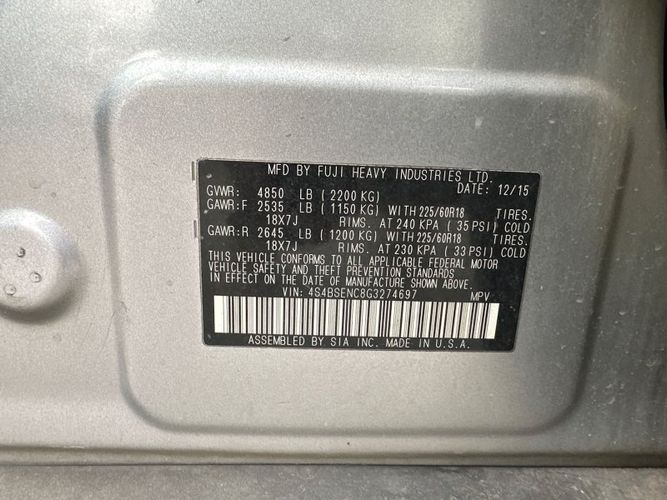 MFD BY FUJI HEAVY INDUSTRIES LTD.
DATE: 12/15
GVWR: 4850 LB (2200 KG)
GAWR:F 2535 LB (1150 KG) WITH 225/60R18 TIRES.
18X7J RIMS. AT 240 KPA (35 PSI) COLD
GAWR:R 2645 LB (1200 KG) WITH 225/60R18 TIRES.
18X7J RIMS. AT 230 KPA (33 PSI) COLD
THIS VEHICLE CONFORMS TO ALL APPLICABLE FEDERAL MOTOR
VEHICLE SAFETY AND THEFT PREVENTION STANDARDS
IN EFFECT ON THE DATE OF MANUFACTURE SHOWN ABOVE.
VIN: 4S4BSENC8G3274697 MPV
ASSEMBLED BY SIA INC. MADE IN U.S.A.